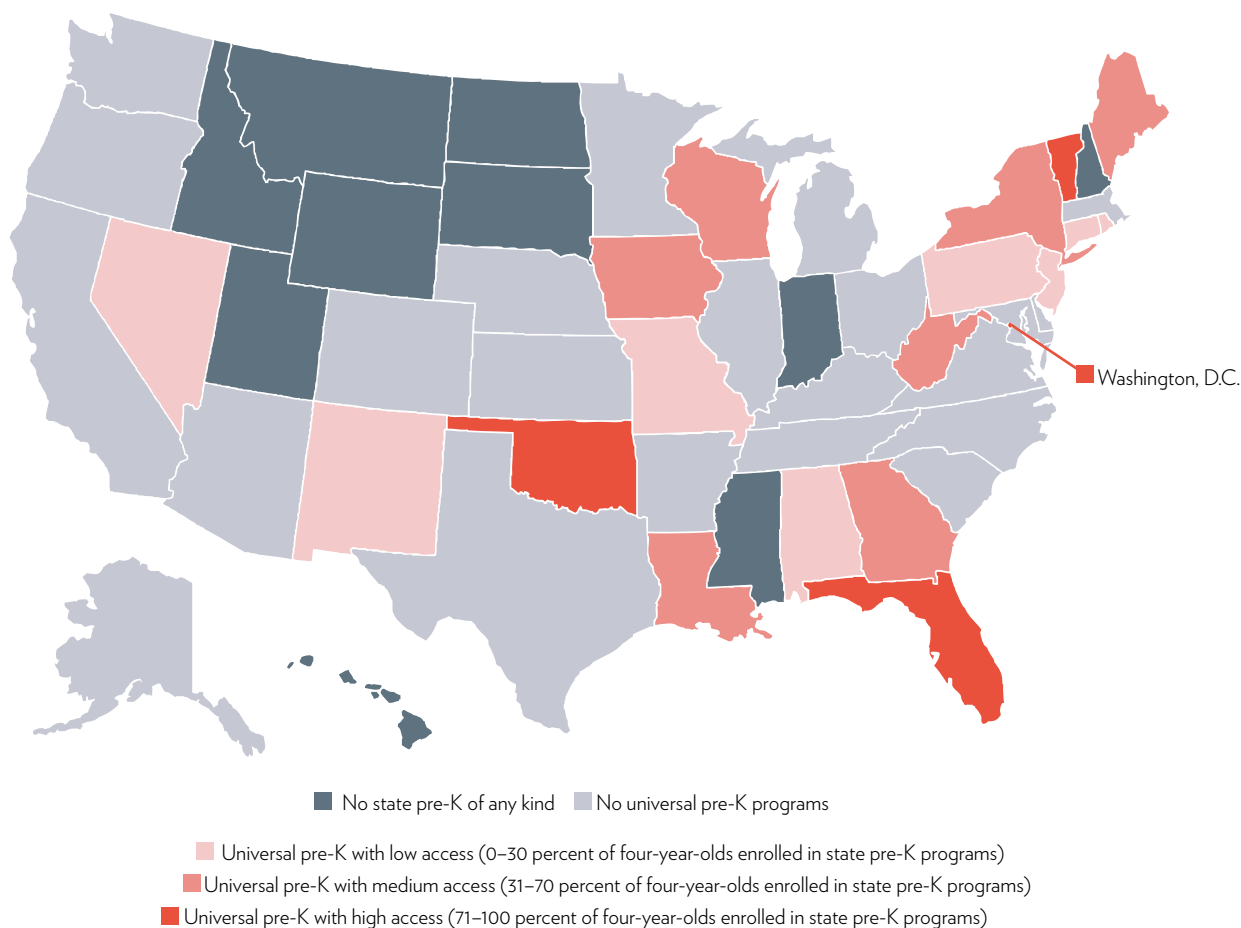 Washington, D.C.
No state pre-K of any kind No universal pre-K programs
Universal pre-K with low access (0–30 percent of four-year-olds enrolled in state pre-K programs)
Universal pre-K with medium access (31–70 percent of four-year-olds enrolled in state pre-K programs)
Universal pre-K with high access (71–100 percent of four-year-olds enrolled in state pre-K programs)